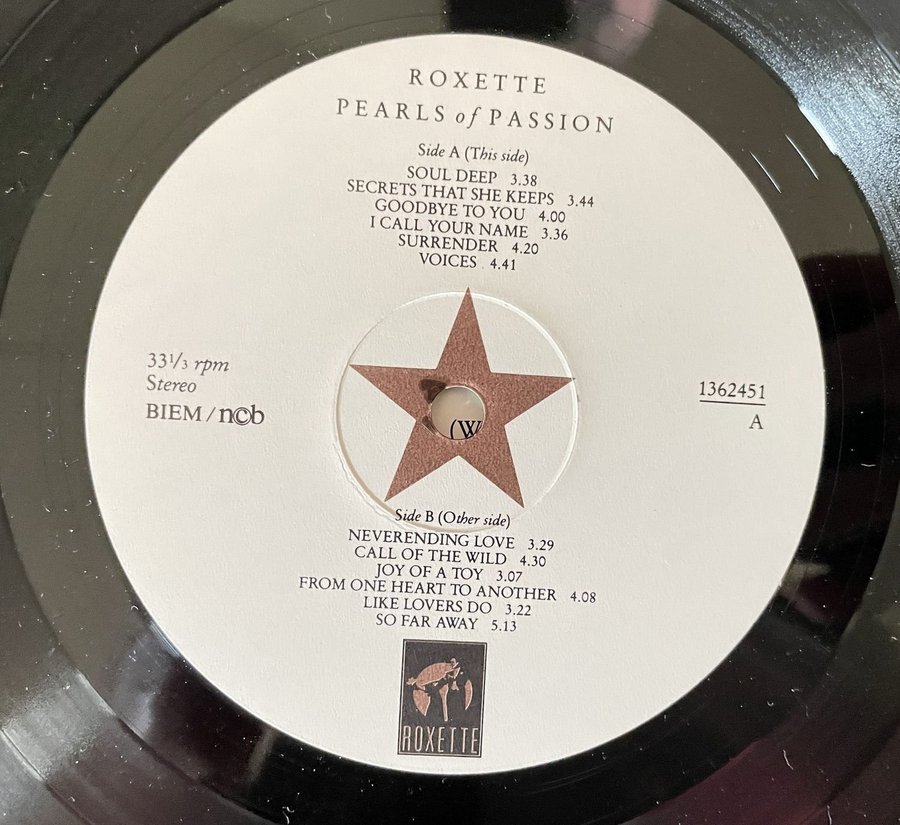 ROXETTE
PEARLS of PASSION
Side A (This side)
SOUL DEEP 3.38
SECRETS THAT SHE KEEPS 3.44
GOODBYE TO YOU 4.00
I CALL YOUR NAME 3.36
SURRENDER 4.20
VOICES 4.41
33 1/3 rpm
Stereo
BIEM / n©b
1362451
A
(W
Side B (Other side)
NEVERENDING LOVE 3.29
CALL OF THE WILD 4.30
JOY OF A TOY 3.07
FROM ONE HEART TO ANOTHER 4.08
LIKE LOVERS DO 3.22
SO FAR AWAY 5.13
ROXETTE